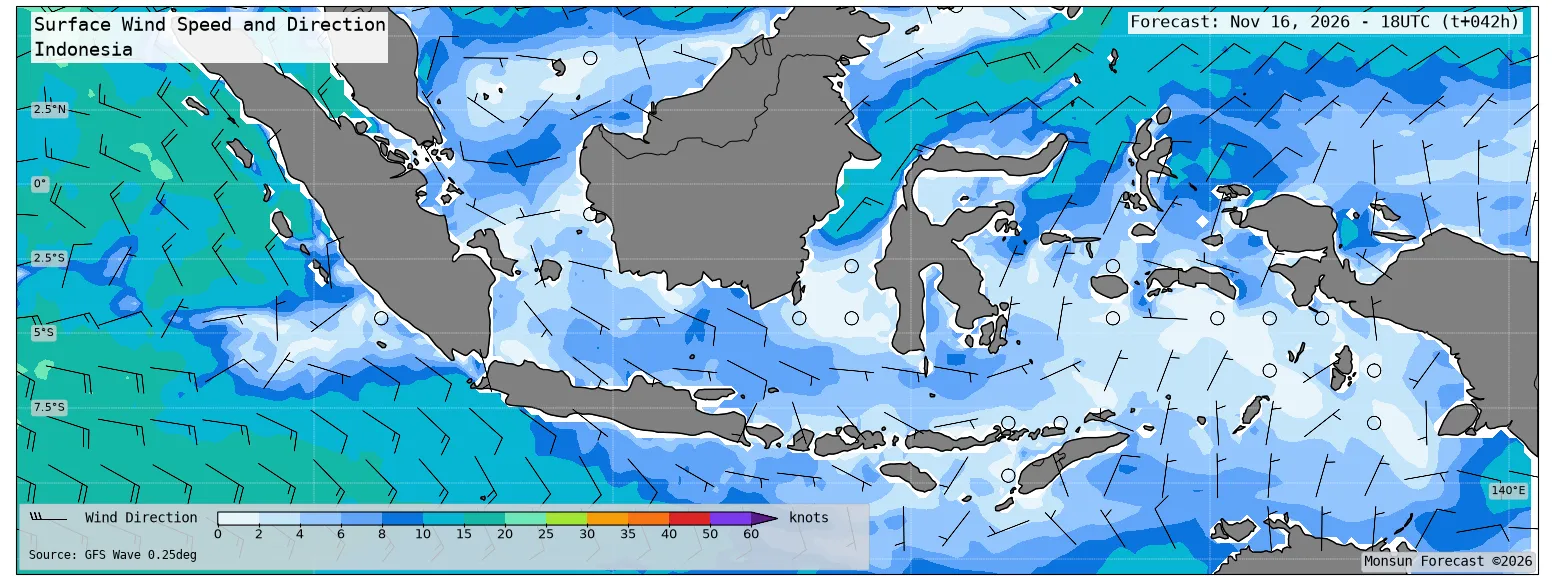 Surface Wind Speed and Direction
Indonesia
Forecast: Nov 16, 2026 - 18UTC (t+042h)
2.5°N
0°
2.5°S
5°S
7.5°S
140°E
Wind Direction
knots
0 2 4 6 8 10 15 20 25 30 35 40 50 60
Source: GFS Wave 0.25deg
Monsun Forecast ©2026